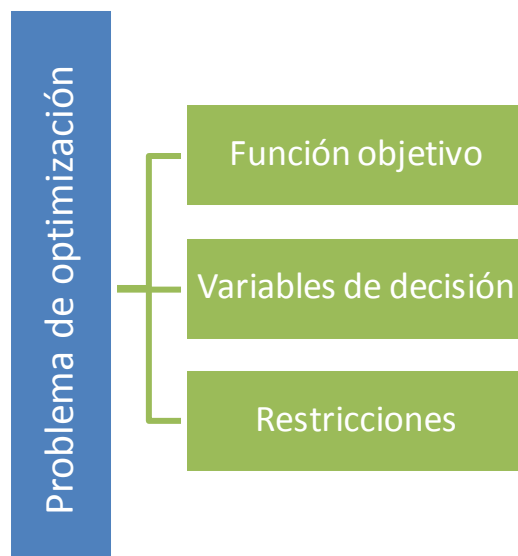 Problema de optimización
Función objetivo
Variables de decisión
Restricciones